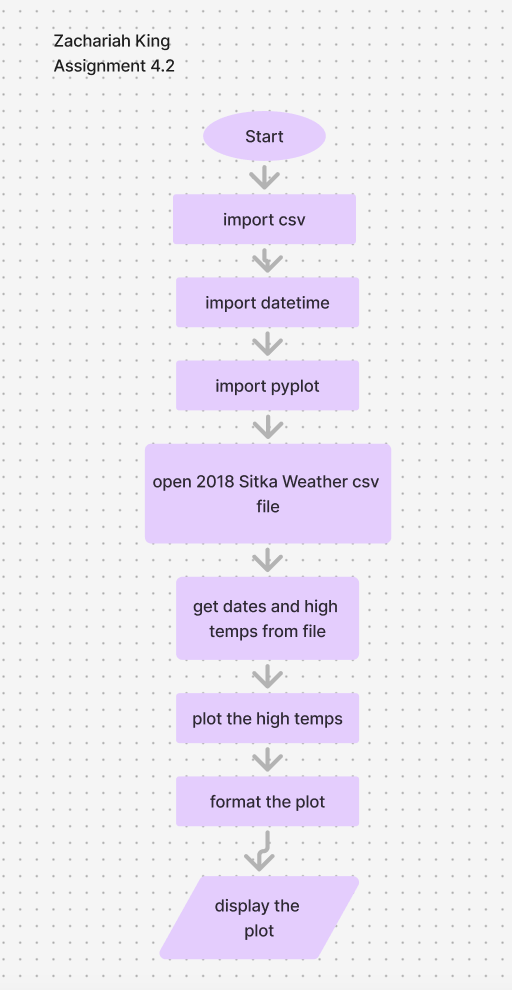 Zachariah King
Assignment 4.2
Start
import csv
import datetime
import pyplot
open 2018 Sitka Weather csv
file
get dates and high
temps from file
plot the high temps
format the plot
display the
plot